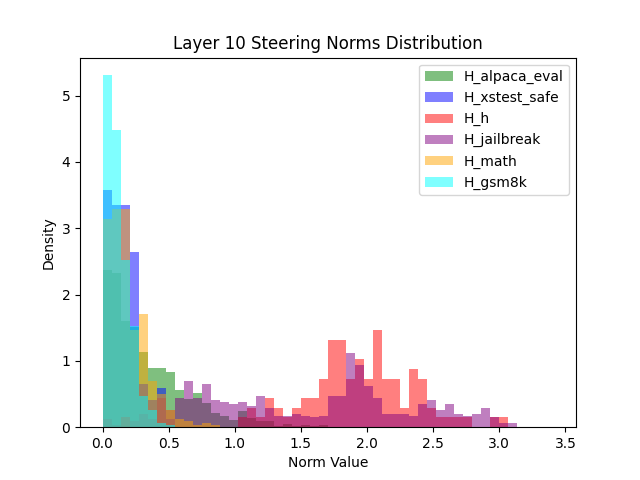 Layer 10 Steering Norms Distribution
H_alpaca_eval
H_xstest_safe
H_h
H_jailbreak
H_math
H_gsm8k
5
4
3
2
1
0
Density
0.0 0.5 1.0 1.5 2.0 2.5 3.0 3.5
Norm Value